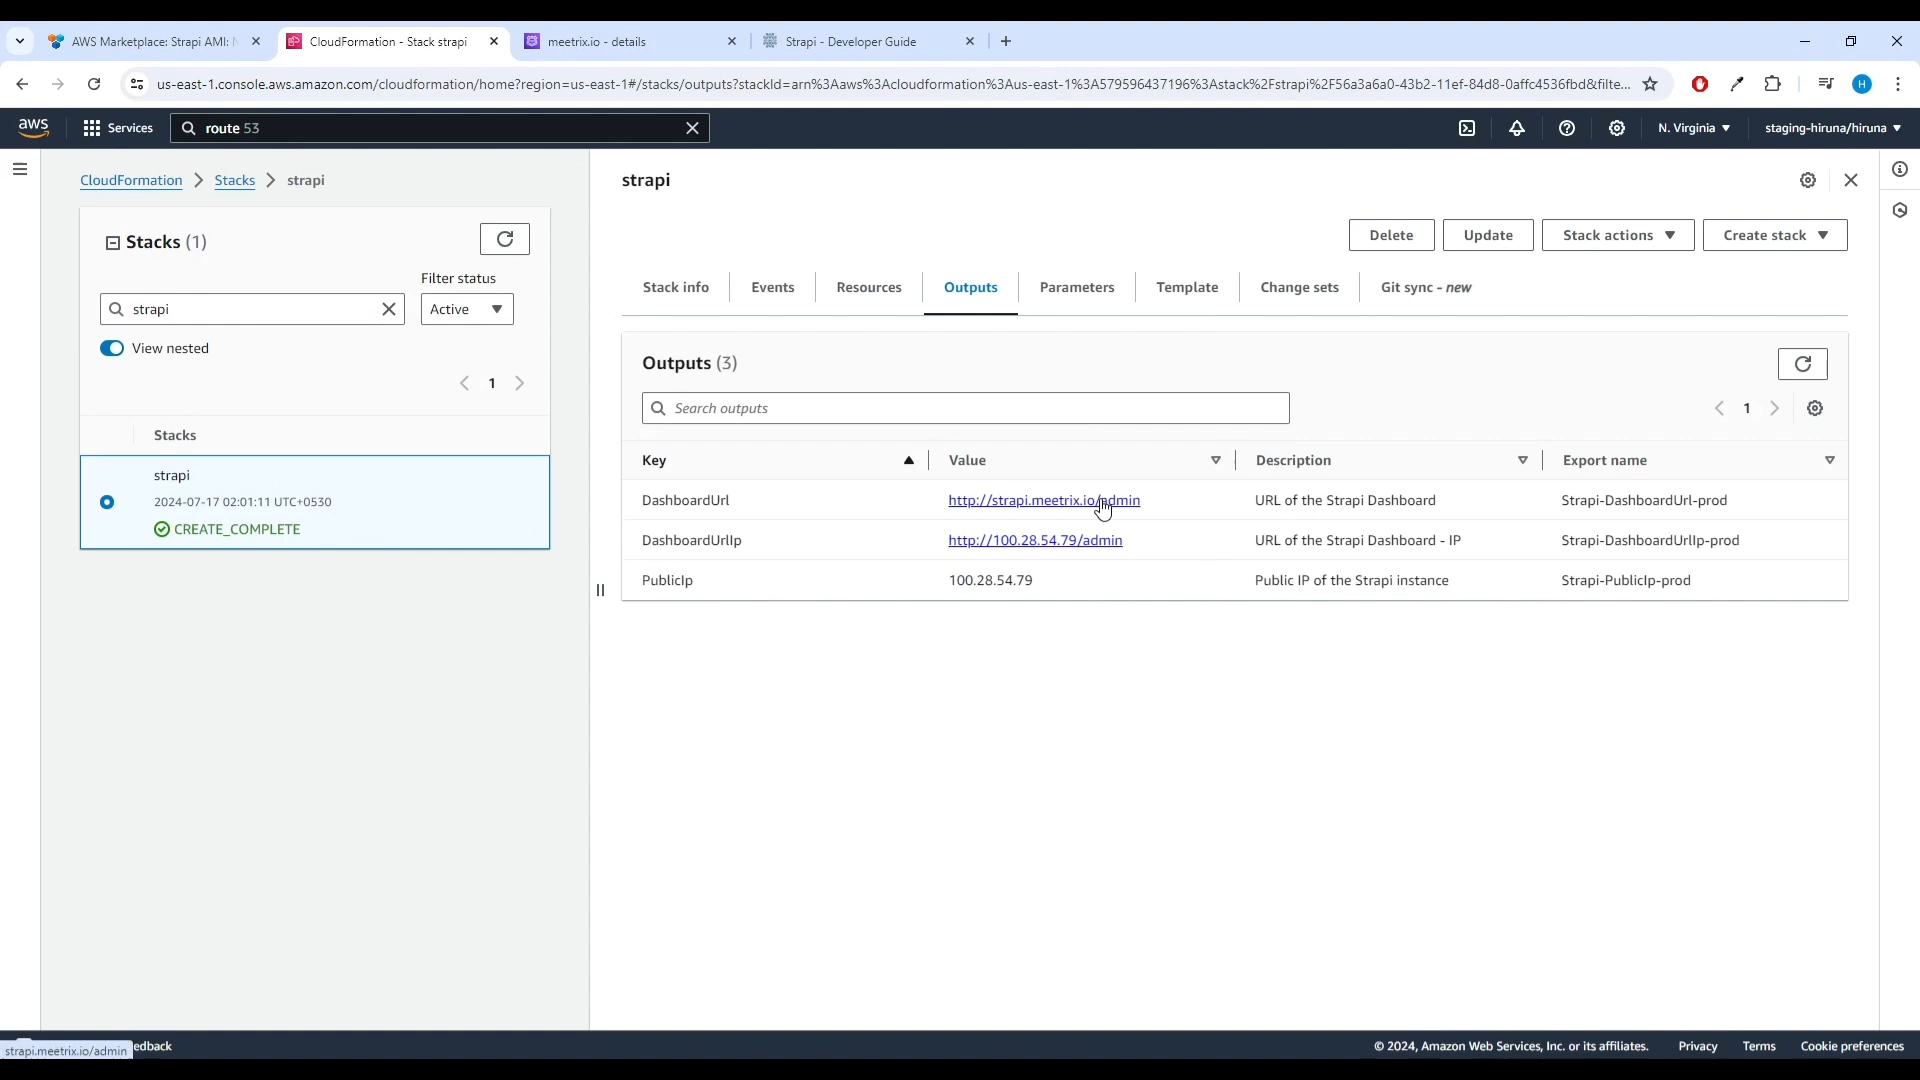 AWS Marketplace: Strapi AMI: N
CloudFormation - Stack strapi
meetrix.io - details
Strapi - Developer Guide
us-east-1.console.aws.amazon.com/cloudformation/home?region=us-east-1#/stacks/outputs?stackId=arn%3Aaws%3Acloudformation%3Aus-east-1%3A579596437196%3Astack%2Fstrapi%2F56a3a6a0-43b2-11ef-84d8-0affc4536fbd&filte...
H
aws
Services
route 53
N. Virginia
staging-hiruna/hiruna
CloudFormation
Stacks
strapi
Stacks (1)
Filter status
strapi
Active
View nested
1
Stacks
strapi
2024-07-17 02:01:11 UTC+0530
CREATE_COMPLETE
strapi
Delete
Update
Stack actions
Create stack
Stack info
Events
Resources
Outputs
Parameters
Template
Change sets
Git sync - new
Outputs (3)
Search outputs
1
Key
Value
Description
Export name
DashboardUrl
http://strapi.meetrix.io/admin
URL of the Strapi Dashboard
Strapi-DashboardUrl-prod
DashboardUrlIp
http://100.28.54.79/admin
URL of the Strapi Dashboard - IP
Strapi-DashboardUrlIp-prod
PublicIp
100.28.54.79
Public IP of the Strapi instance
Strapi-PublicIp-prod
strapi.meetrix.io/admin
edback
© 2024, Amazon Web Services, Inc. or its affiliates.
Privacy
Terms
Cookie preferences